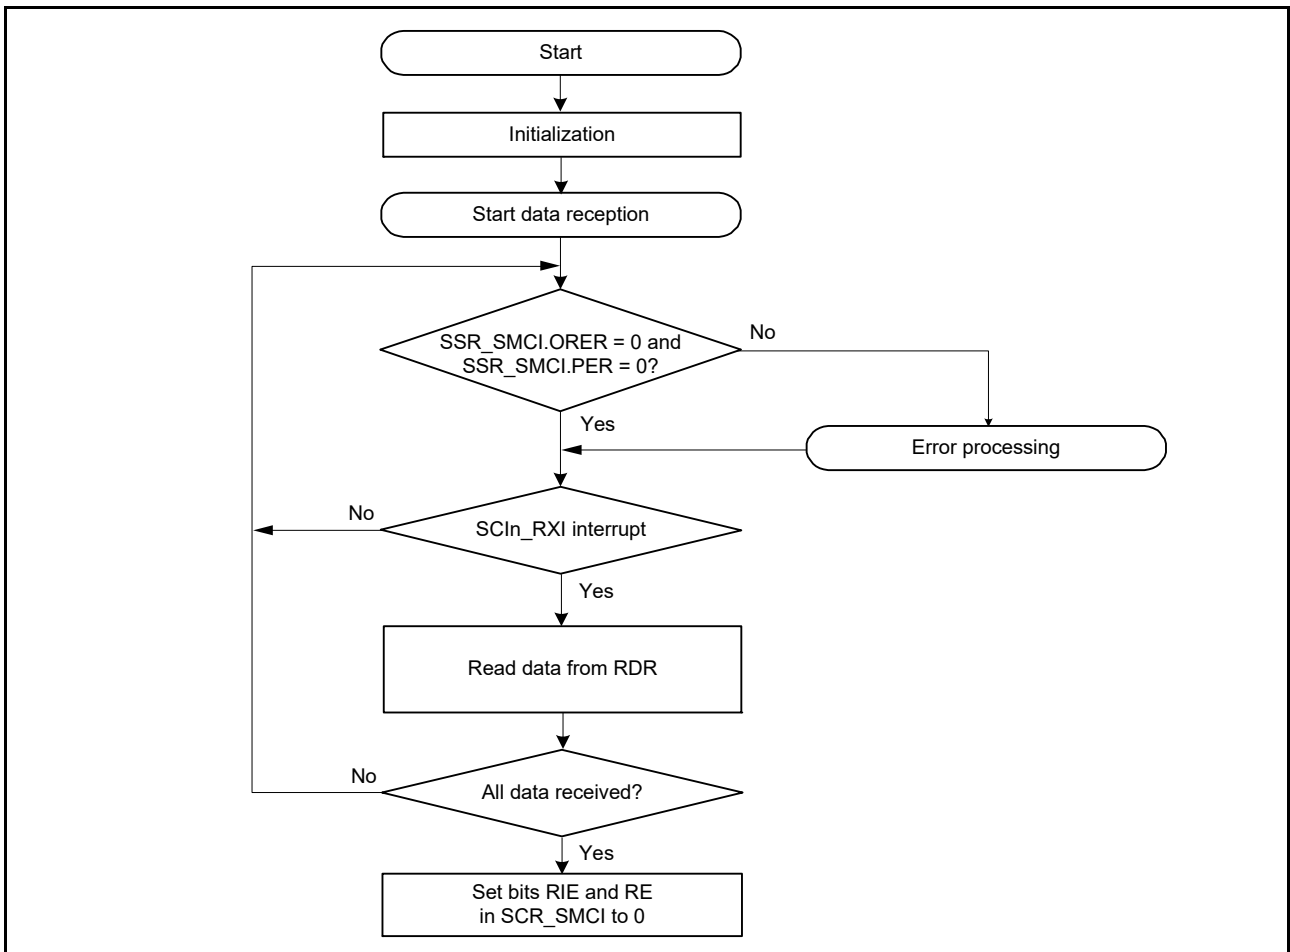 Start
Initialization
Start data reception
SSR_SMCI.ORER = 0 and
SSR_SMCI.PER = 0?
No
Yes
Error processing
SCIn_RXI interrupt
No
Yes
Read data from RDR
All data received?
No
Yes
Set bits RIE and RE
in SCR_SMCI to 0